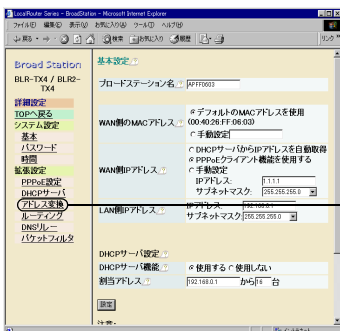 LocalRouter Series - BroadStation - Microsoft Internet Explorer
ファイル(F) 編集(E) 表示(V) お気に入り(A) ツール(T) ヘルプ(H)
戻る 検索 お気に入り 履歴 リンク
Broad Station
BLR-TX4 / BLR2-TX4
詳細設定
TOPへ戻る
システム設定
基本
パスワード
時間
拡張設定
PPPoE設定
DHCPサーバ
アドレス変換
ルーティング
DNSリレー
パケットフィルタ
基本設定
ブロードステーション名 APFF0603
WAN側のMACアドレス
デフォルトのMACアドレスを使用
(00:40:26:FF:06:03)
手動設定
WAN側IPアドレス
DHCPサーバからIPアドレスを自動取得
PPPoEクライアント機能を使用する
手動設定
IPアドレス: 1.1.1.1
サブネットマスク: 255.255.255.0
LAN側IPアドレス
IPアドレス: 192.168.0.1
サブネットマスク: 255.255.255.0
DHCPサーバ設定
DHCPサーバ機能 使用する 使用しない
割当アドレス 192.168.0.1 から 16 台
設定
注意: